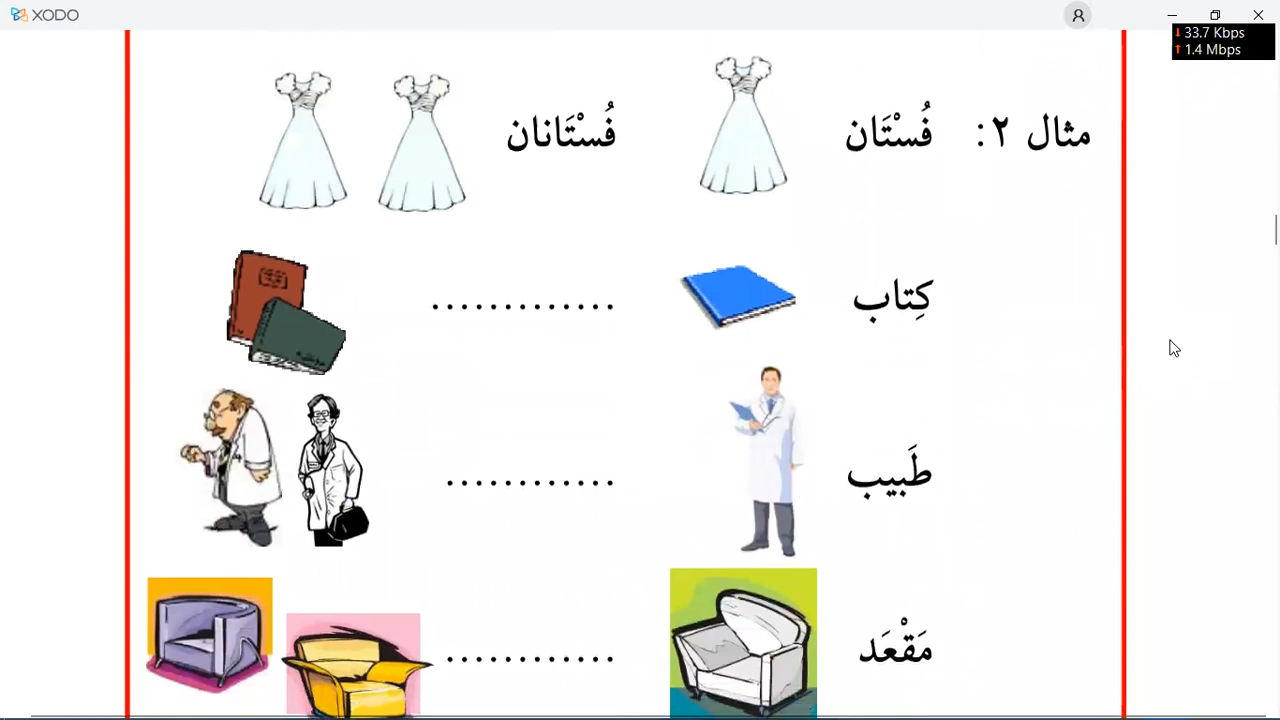 XODO
33.7 Kbps
1.4 Mbps
مثال ٢: فُسْتَان فُسْتَانان
كِتاب .............
طَبيب ............
مَقْعَد ............